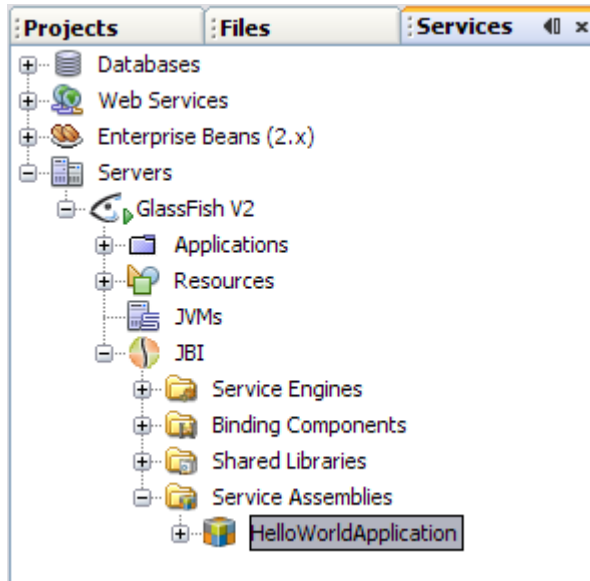 Projects Files Services
Databases
Web Services
Enterprise Beans (2.x)
Servers
GlassFish V2
Applications
Resources
JVMs
JBI
Service Engines
Binding Components
Shared Libraries
Service Assemblies
HelloWorldApplication